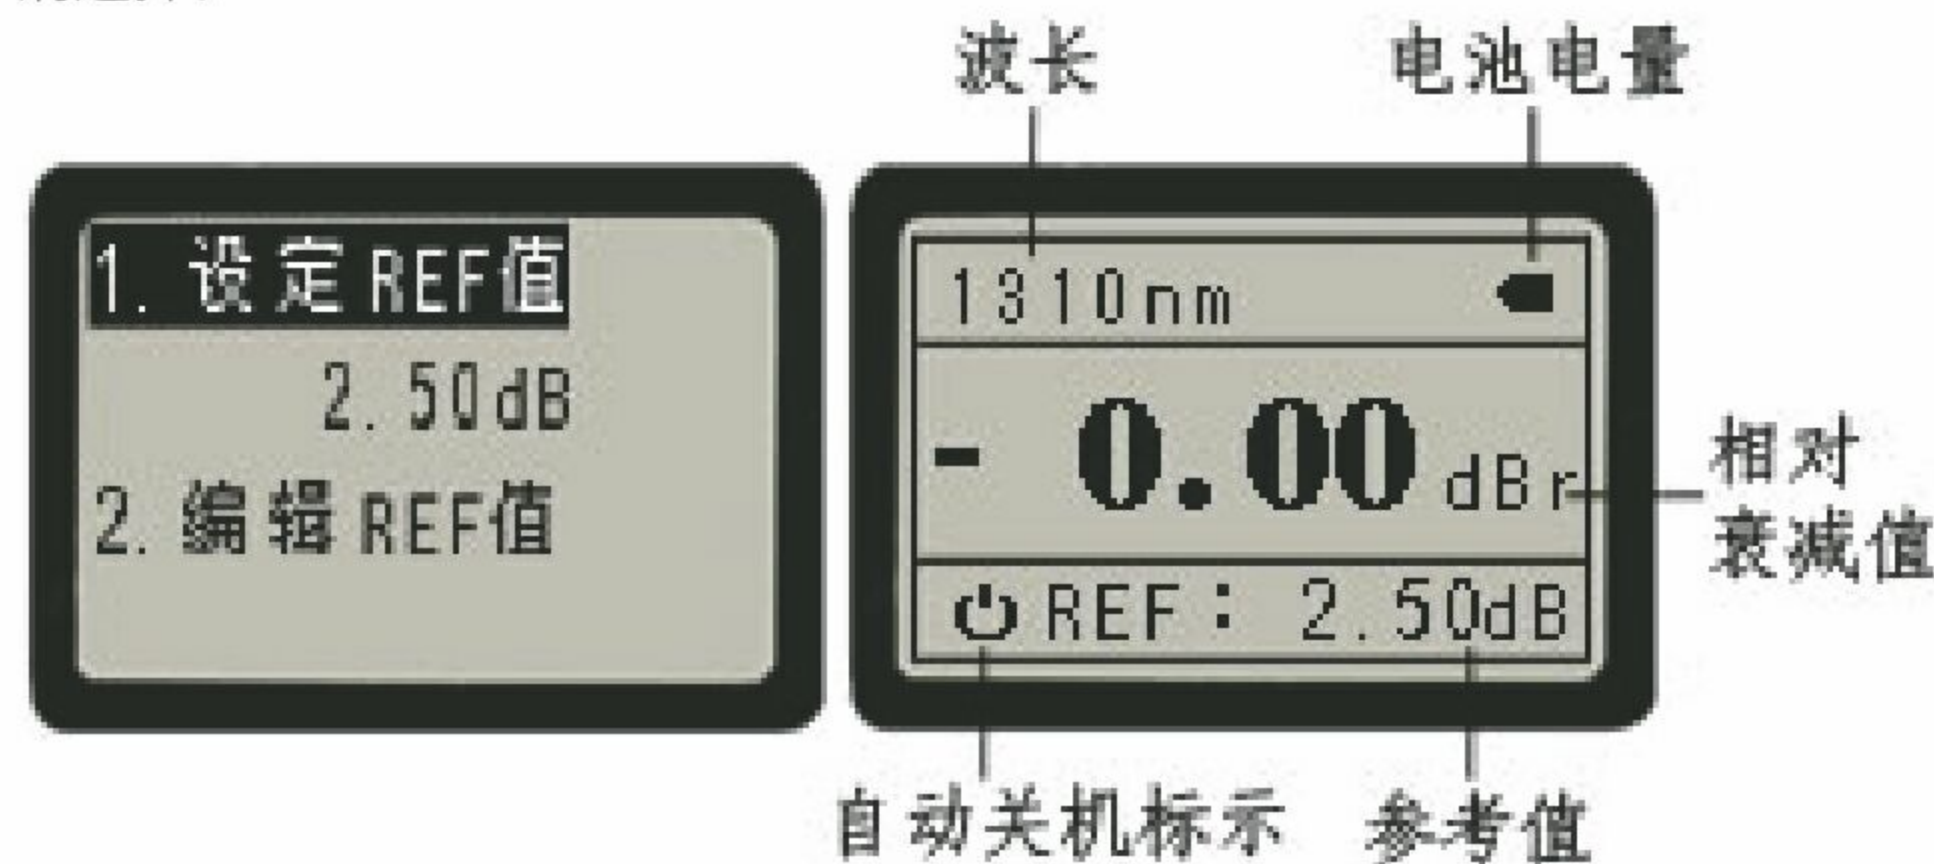 波长
电池电量
1. 设定REF值
2.50dB
2. 编辑REF值
1310nm
- 0.00 dBr
REF: 2.50dB
相对
衰减值
自动关机标示
参考值